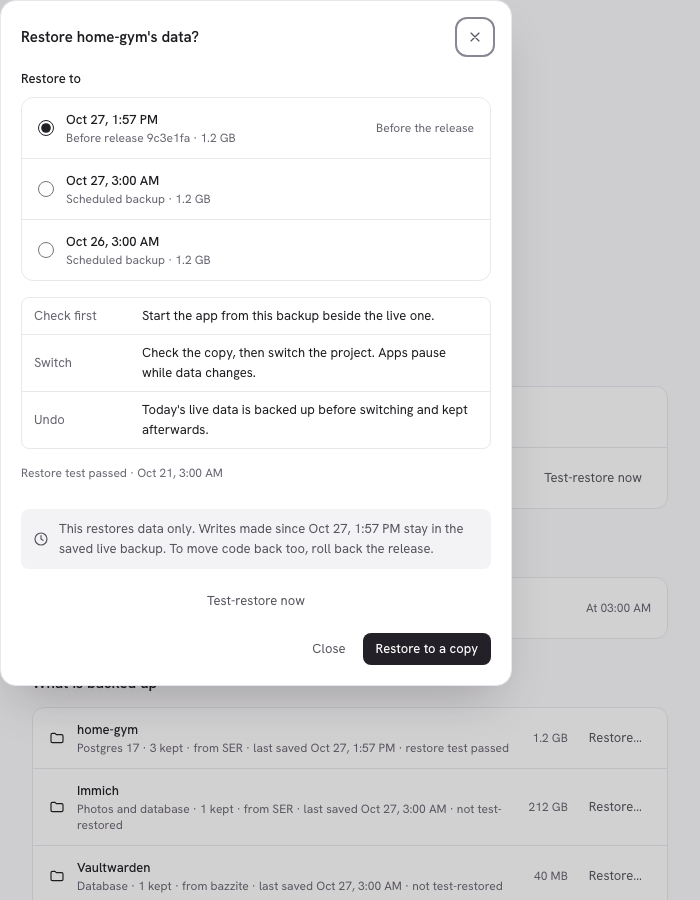 Restore home-gym's data?
Restore to
Oct 27, 1:57 PM
Before release 9c3e1fa · 1.2 GB
Before the release
Oct 27, 3:00 AM
Scheduled backup · 1.2 GB
Oct 26, 3:00 AM
Scheduled backup · 1.2 GB
Check first
Start the app from this backup beside the live one.
Switch
Check the copy, then switch the project. Apps pause
while data changes.
Undo
Today's live data is backed up before switching and kept
afterwards.
Restore test passed · Oct 21, 3:00 AM
Test-restore now
This restores data only. Writes made since Oct 27, 1:57 PM stay in the
saved live backup. To move code back too, roll back the release.
Test-restore now
At 03:00 AM
Close
Restore to a copy
What is backed up
home-gym
Postgres 17 · 3 kept · from SER · last saved Oct 27, 1:57 PM · restore test passed
1.2 GB
Restore...
Immich
Photos and database · 1 kept · from SER · last saved Oct 27, 3:00 AM · not test-
restored
212 GB
Restore...
Vaultwarden
Database · 1 kept · from bazzite · last saved Oct 27, 3:00 AM · not test-restored
40 MB
Restore...